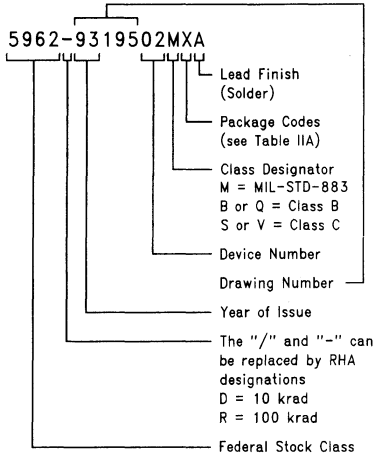 5962-9319502MXA
Lead Finish
(Solder)
Package Codes
(see Table IIA)
Class Designator
M = MIL-STD-883
B or Q = Class B
S or V = Class C
Device Number
Drawing Number
Year of Issue
The "/" and "-" can
be replaced by RHA
designations
D = 10 krad
R = 100 krad
Federal Stock Class